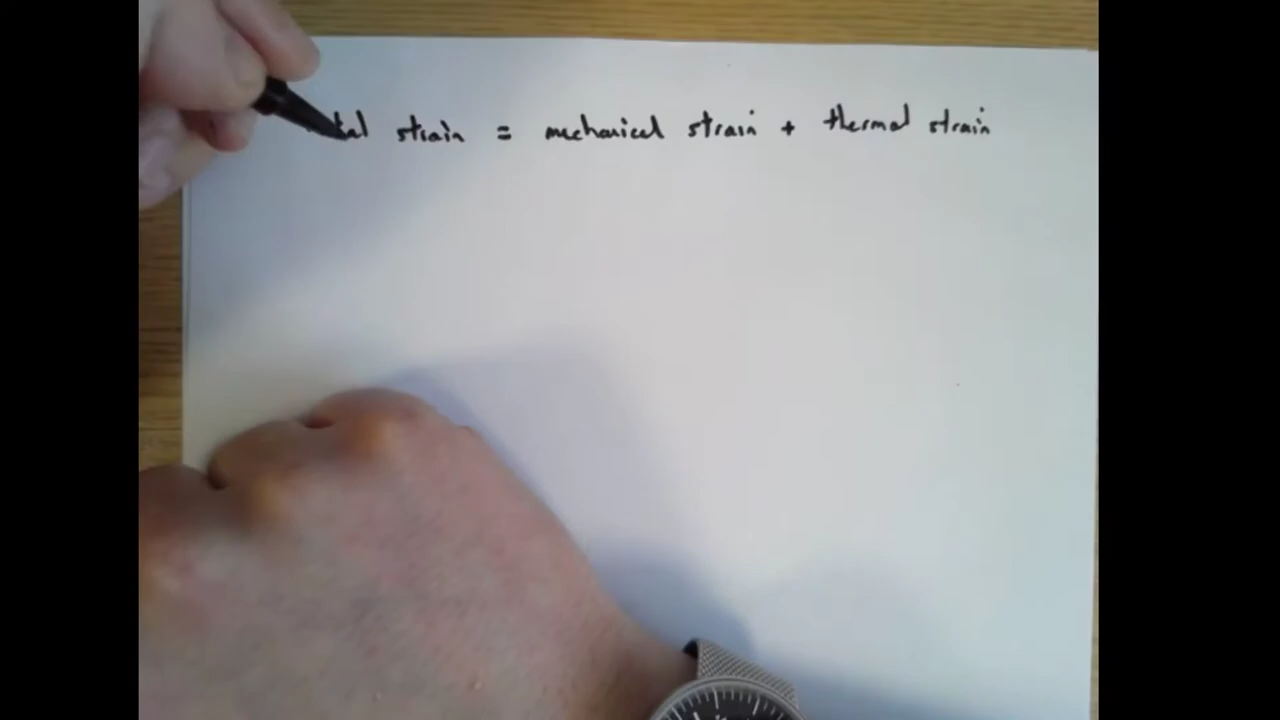 strain = mechanical strain + thermal strain